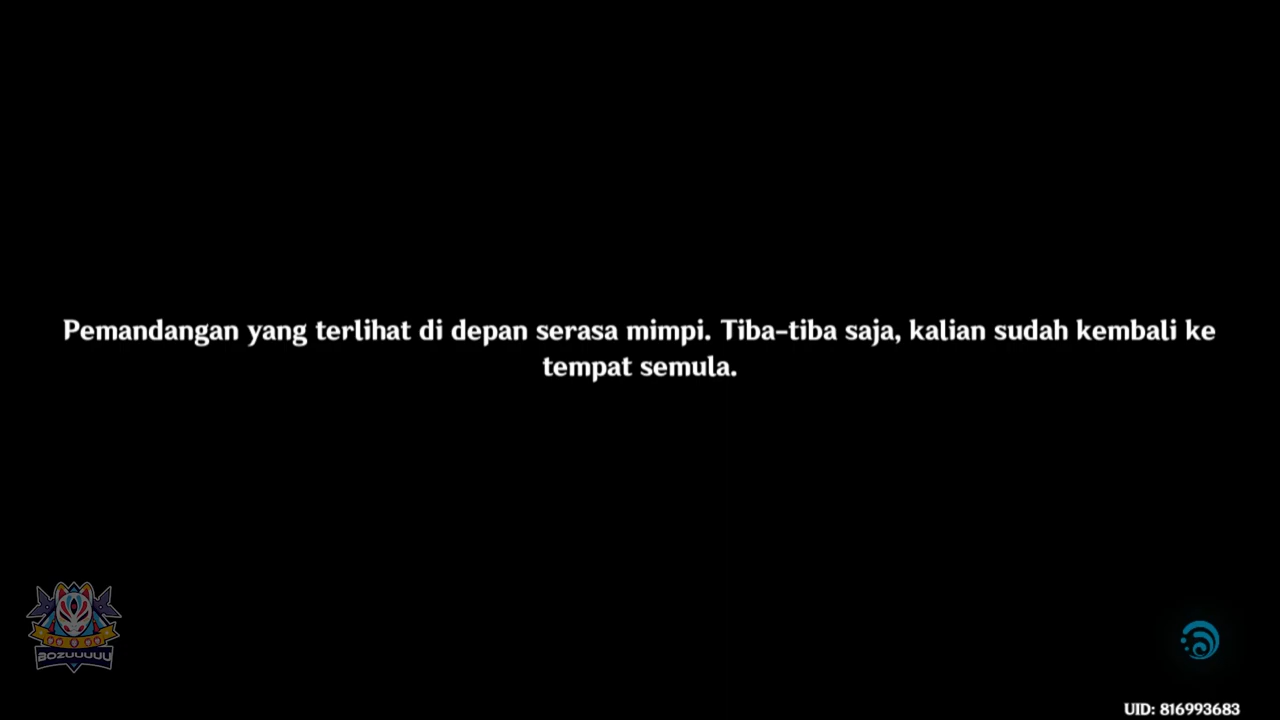 Pemandangan yang terlihat di depan serasa mimpi. Tiba-tiba saja, kalian sudah kembali ke
tempat semula.
BOZUUUUU
UID: 816993683